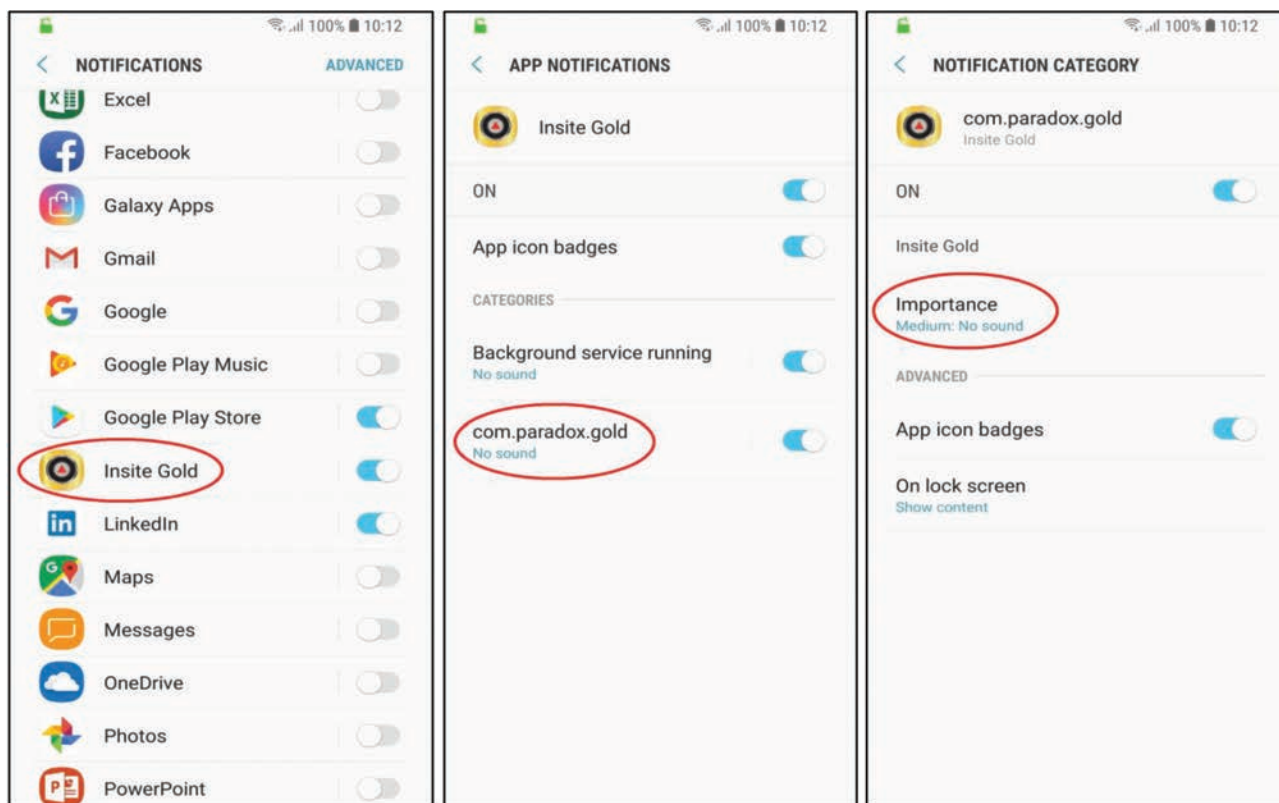 100% 10:12
NOTIFICATIONS ADVANCED
Excel
Facebook
Galaxy Apps
Gmail
Google
Google Play Music
Google Play Store
Insite Gold
LinkedIn
Maps
Messages
OneDrive
Photos
PowerPoint
100% 10:12
APP NOTIFICATIONS
Insite Gold
ON
App icon badges
CATEGORIES
Background service running
No sound
com.paradox.gold
No sound
100% 10:12
NOTIFICATION CATEGORY
com.paradox.gold
Insite Gold
ON
Insite Gold
Importance
Medium: No sound
ADVANCED
App icon badges
On lock screen
Show content